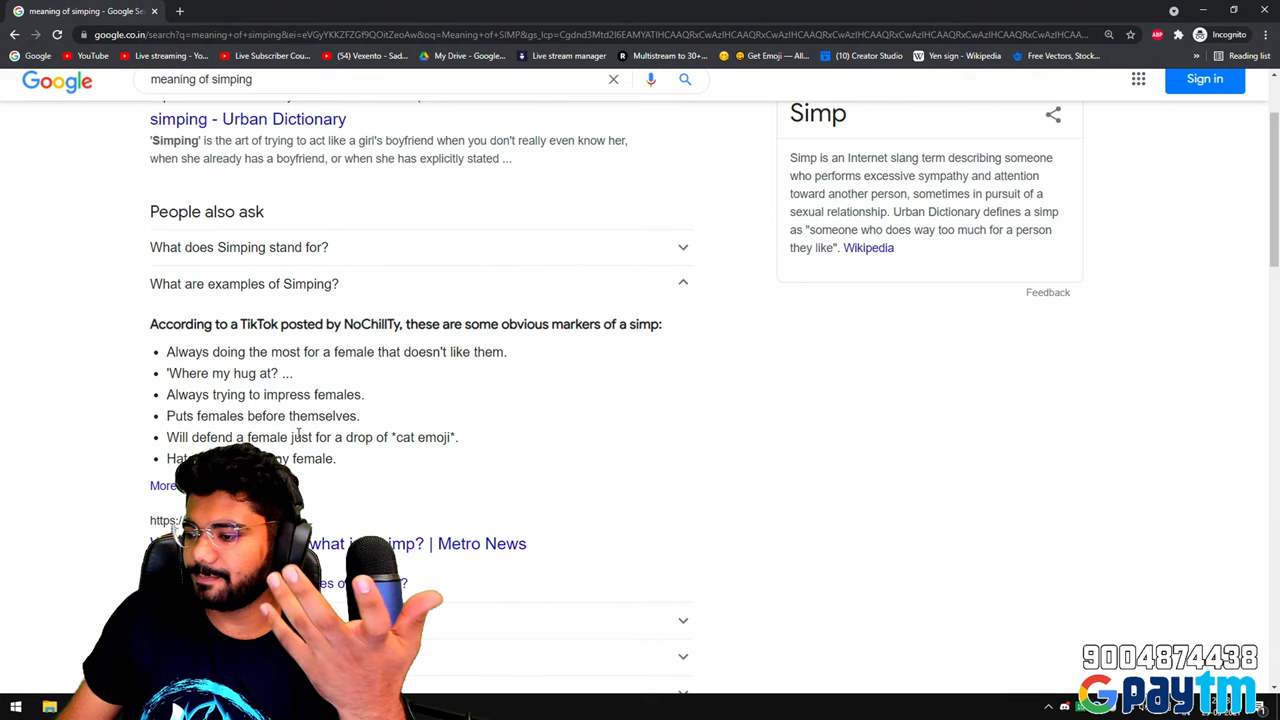 meaning of simping - Google Se
google.co.in/search?q=meaning+of+simping&ei=
Google
YouTube
Live streaming - Yo...
Live Subscriber Cou...
(54) Vexento - Sad...
My Drive - Google...
Live stream manager
Multistream to 30+...
Get Emoji — All...
(10) Creator Studio
Yen sign - Wikipedia
Free Vectors, Stock...
»
Reading list
Incognito
ABP
Google
meaning of simping
Sign in
simping - Urban Dictionary
'Simping' is the art of trying to act like a girl's boyfriend when you don't really even know her,
when she already has a boyfriend, or when she has explicitly stated ...
People also ask
What does Simping stand for?
What are examples of Simping?
According to a TikTok posted by NoChillTy, these are some obvious markers of a simp:
• Always doing the most for a female that doesn't like them.
• 'Where my hug at? ...
• Always trying to impress females.
• Puts females before themselves.
• Will defend a female just for a drop of *cat emoji*.
female.
More
https:/
what imp? | Metro News
?
Simp
Simp is an Internet slang term describing someone
who performs excessive sympathy and attention
toward another person, sometimes in pursuit of a
sexual relationship. Urban Dictionary defines a simp
as "someone who does way too much for a person
they like". Wikipedia
Feedback
9004874438
G paytm